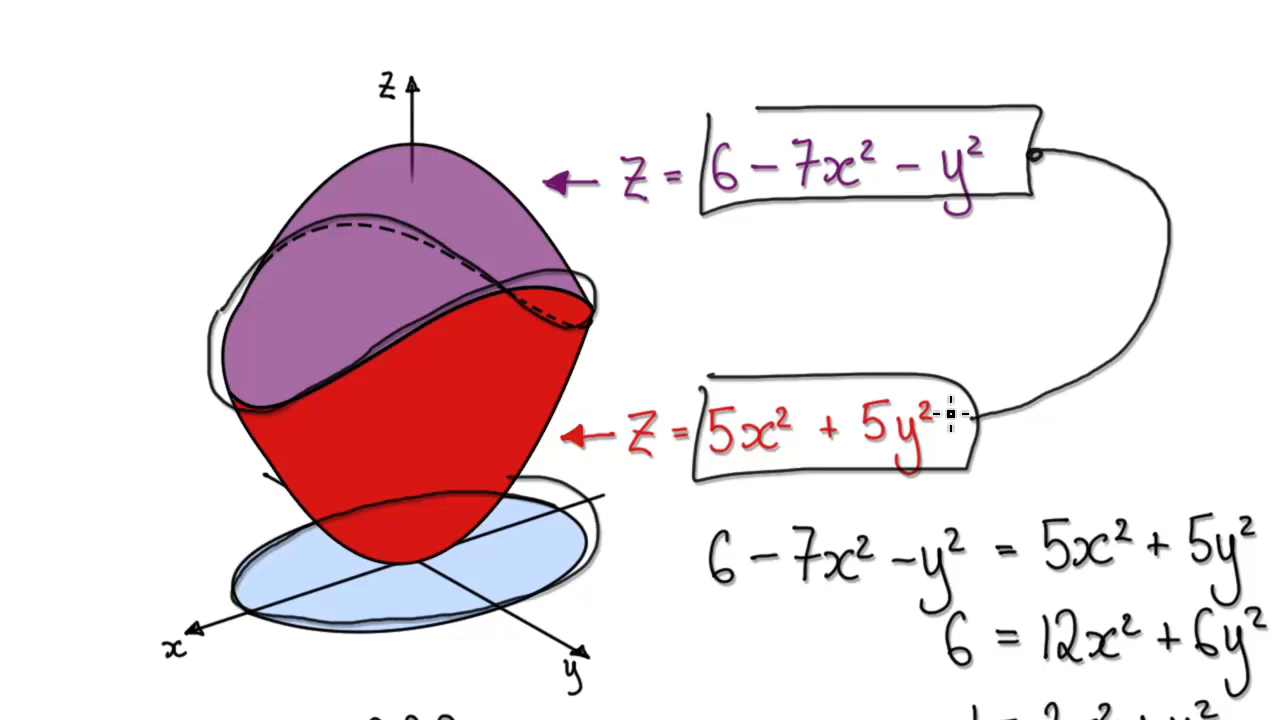 z
z = 6 - 7x² - y²
z = 5x² + 5y²
6 - 7x² - y² = 5x² + 5y²
6 = 12x² + 6y²
x
y